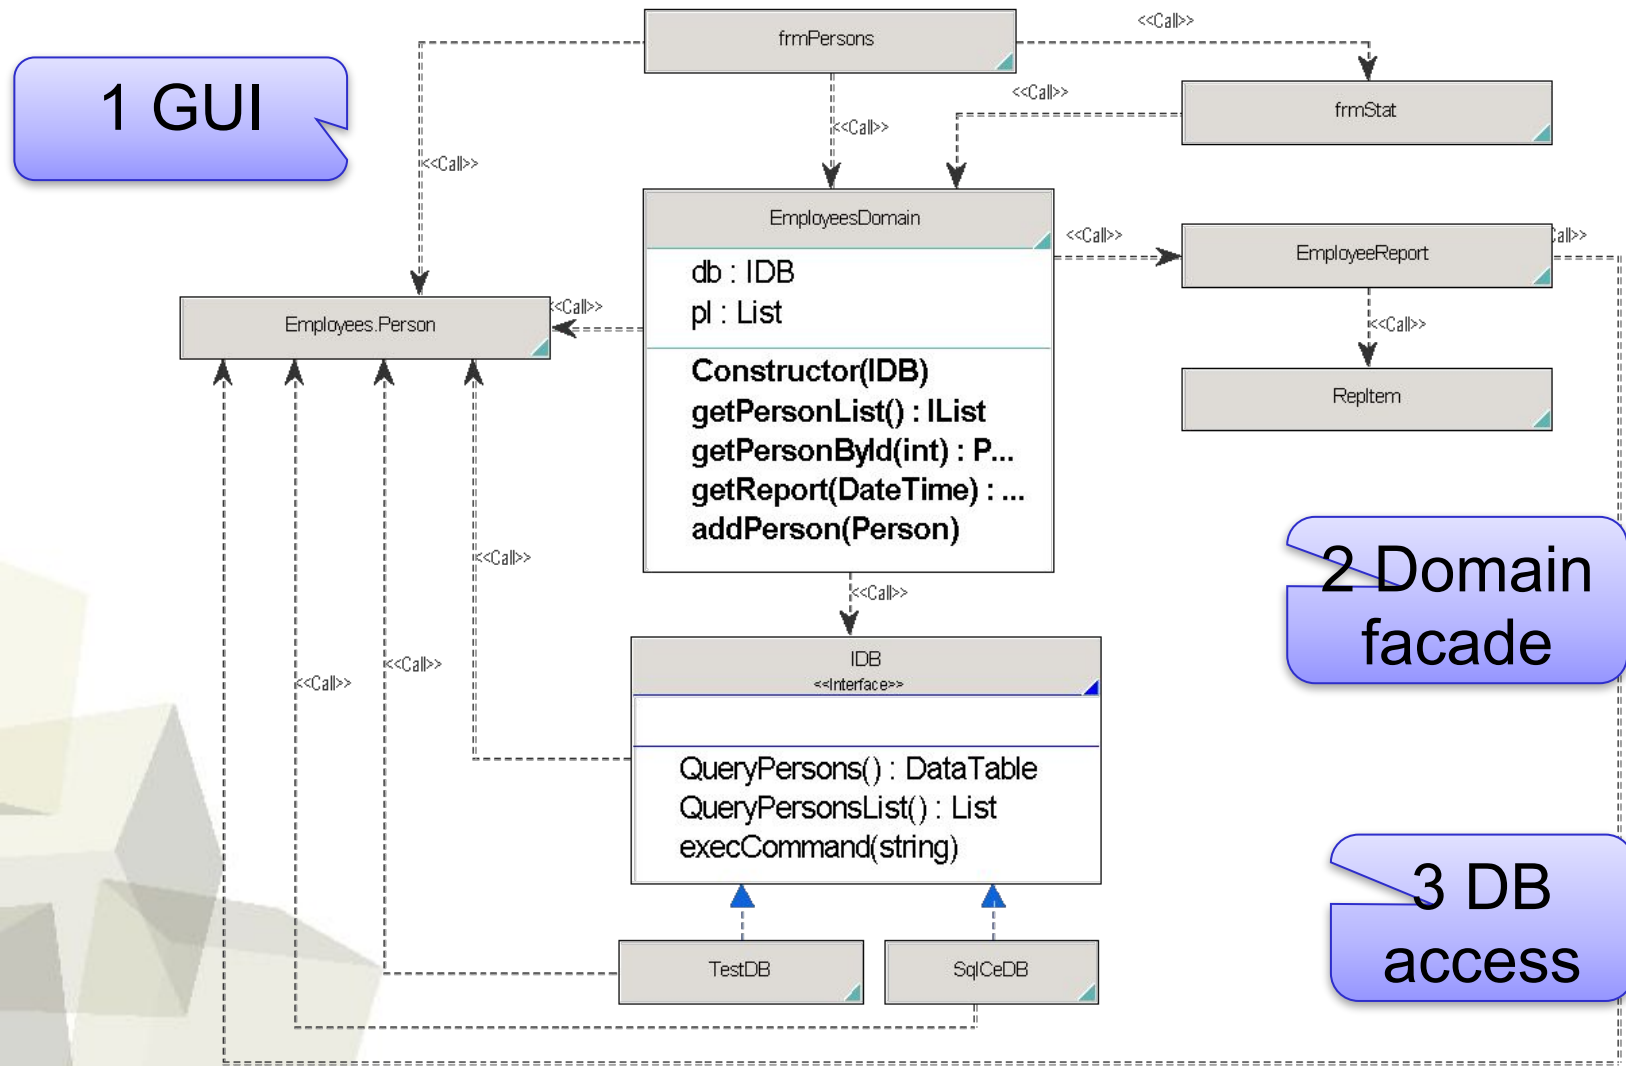 <<Call>>
frmPersons
1 GUI
<<Call>>
frmStat
<<Call>>
<<Call>>
EmployeesDomain
<<Call>>
EmployeeReport
Call>>
db : IDB
pl : List
<<Call>>
Employees.Person
<<Call>>
Constructor(IDB)
getPersonList() : IList
getPersonById(int) : P...
getReport(DateTime) : ...
addPerson(Person)
RepItem
<<Call>>
<<Call>>
2 Domain
facade
IDB
<<Interface>>
<<Call>>
<<Call>>
QueryPersons() : DataTable
QueryPersonsList() : List
execCommand(string)
3 DB
access
TestDB
SqlCeDB